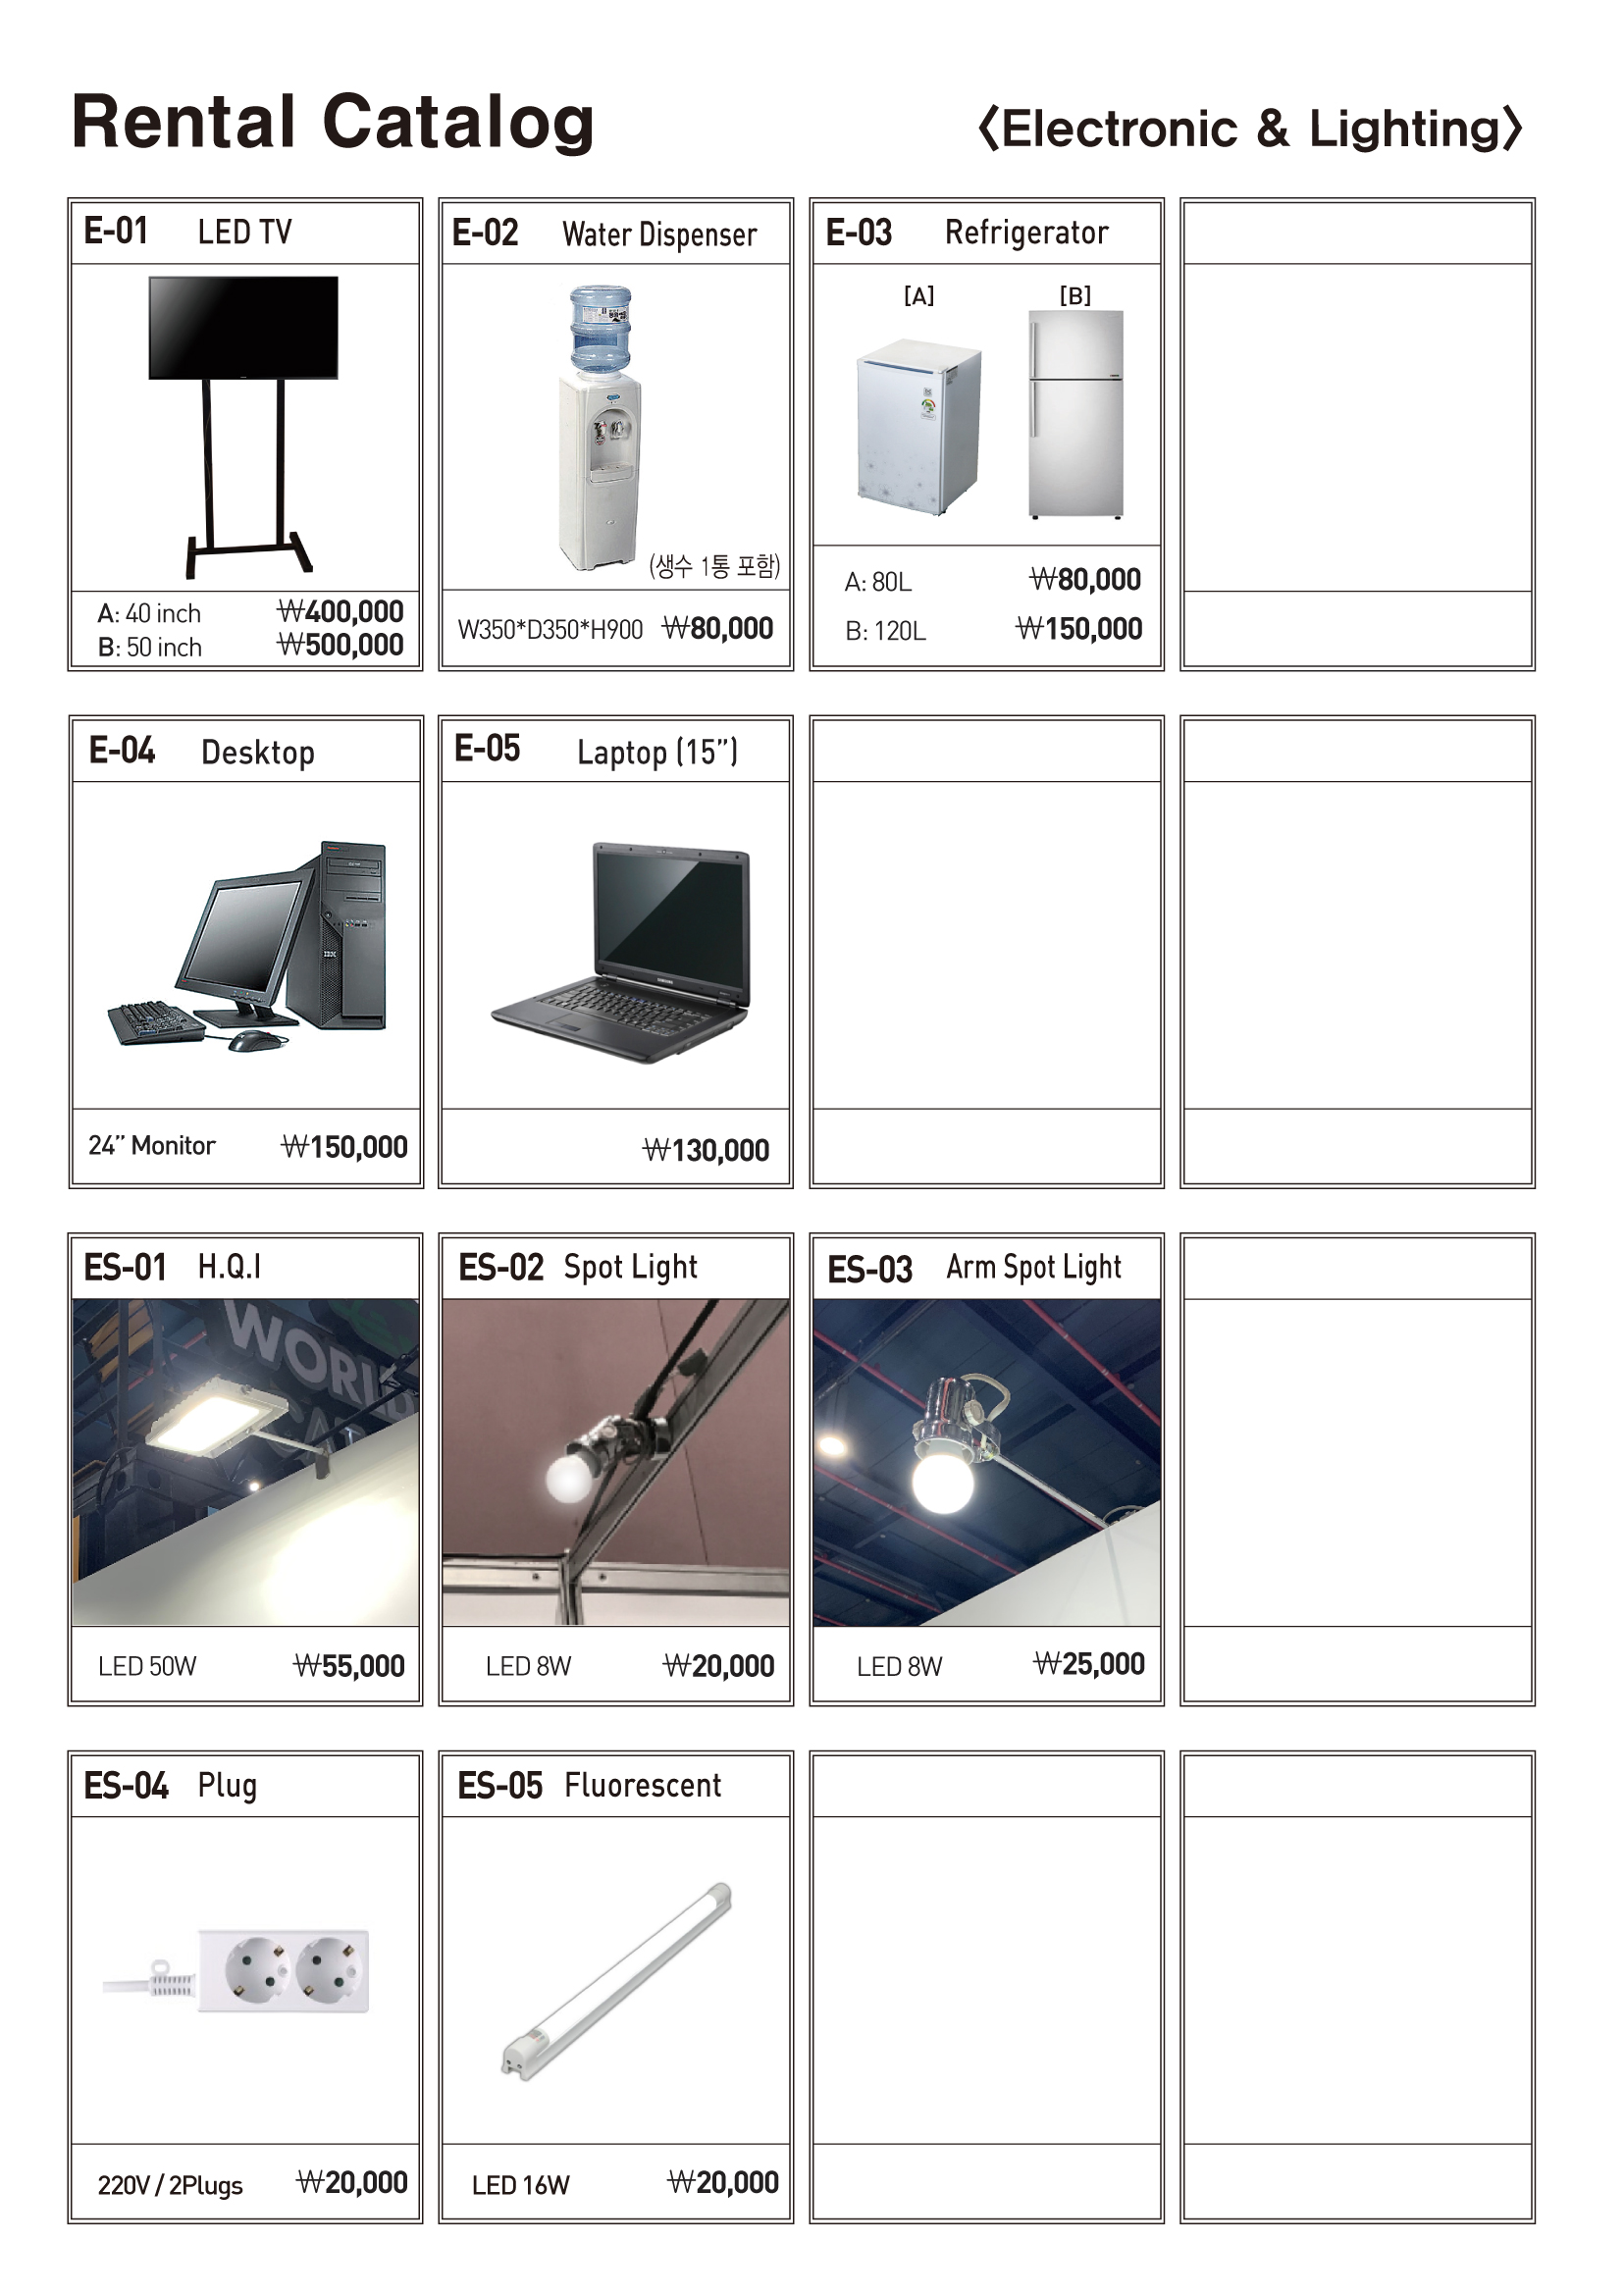 Rental Catalog
〈Electronic & Lighting〉
E-01 LED TV
A: 40 inch ₩400,000
B: 50 inch ₩500,000
E-02 Water Dispenser
(생수 1통 포함)
W350*D350*H900 ₩80,000
E-03 Refrigerator
[A] [B]
A: 80L ₩80,000
B: 120L ₩150,000
E-04 Desktop
IBM
24” Monitor ₩150,000
E-05 Laptop (15”)
SAMSUNG
₩130,000
ES-01 H.Q.I
WORLD
LED 50W ₩55,000
ES-02 Spot Light
LED 8W ₩20,000
ES-03 Arm Spot Light
LED 8W ₩25,000
ES-04 Plug
220V / 2Plugs ₩20,000
ES-05 Fluorescent
LED 16W ₩20,000